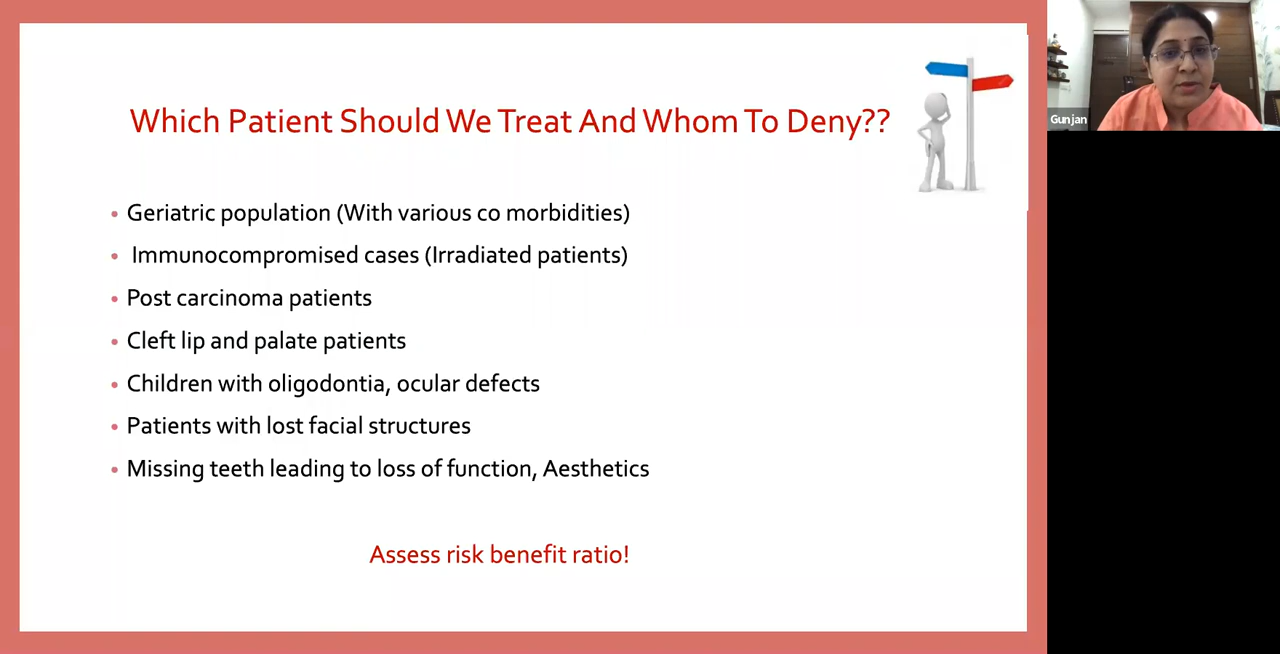 Which Patient Should We Treat And Whom To Deny??
• Geriatric population (With various co morbidities)
• Immunocompromised cases (Irradiated patients)
• Post carcinoma patients
• Cleft lip and palate patients
• Children with oligodontia, ocular defects
• Patients with lost facial structures
• Missing teeth leading to loss of function, Aesthetics
Assess risk benefit ratio!
Gunjan